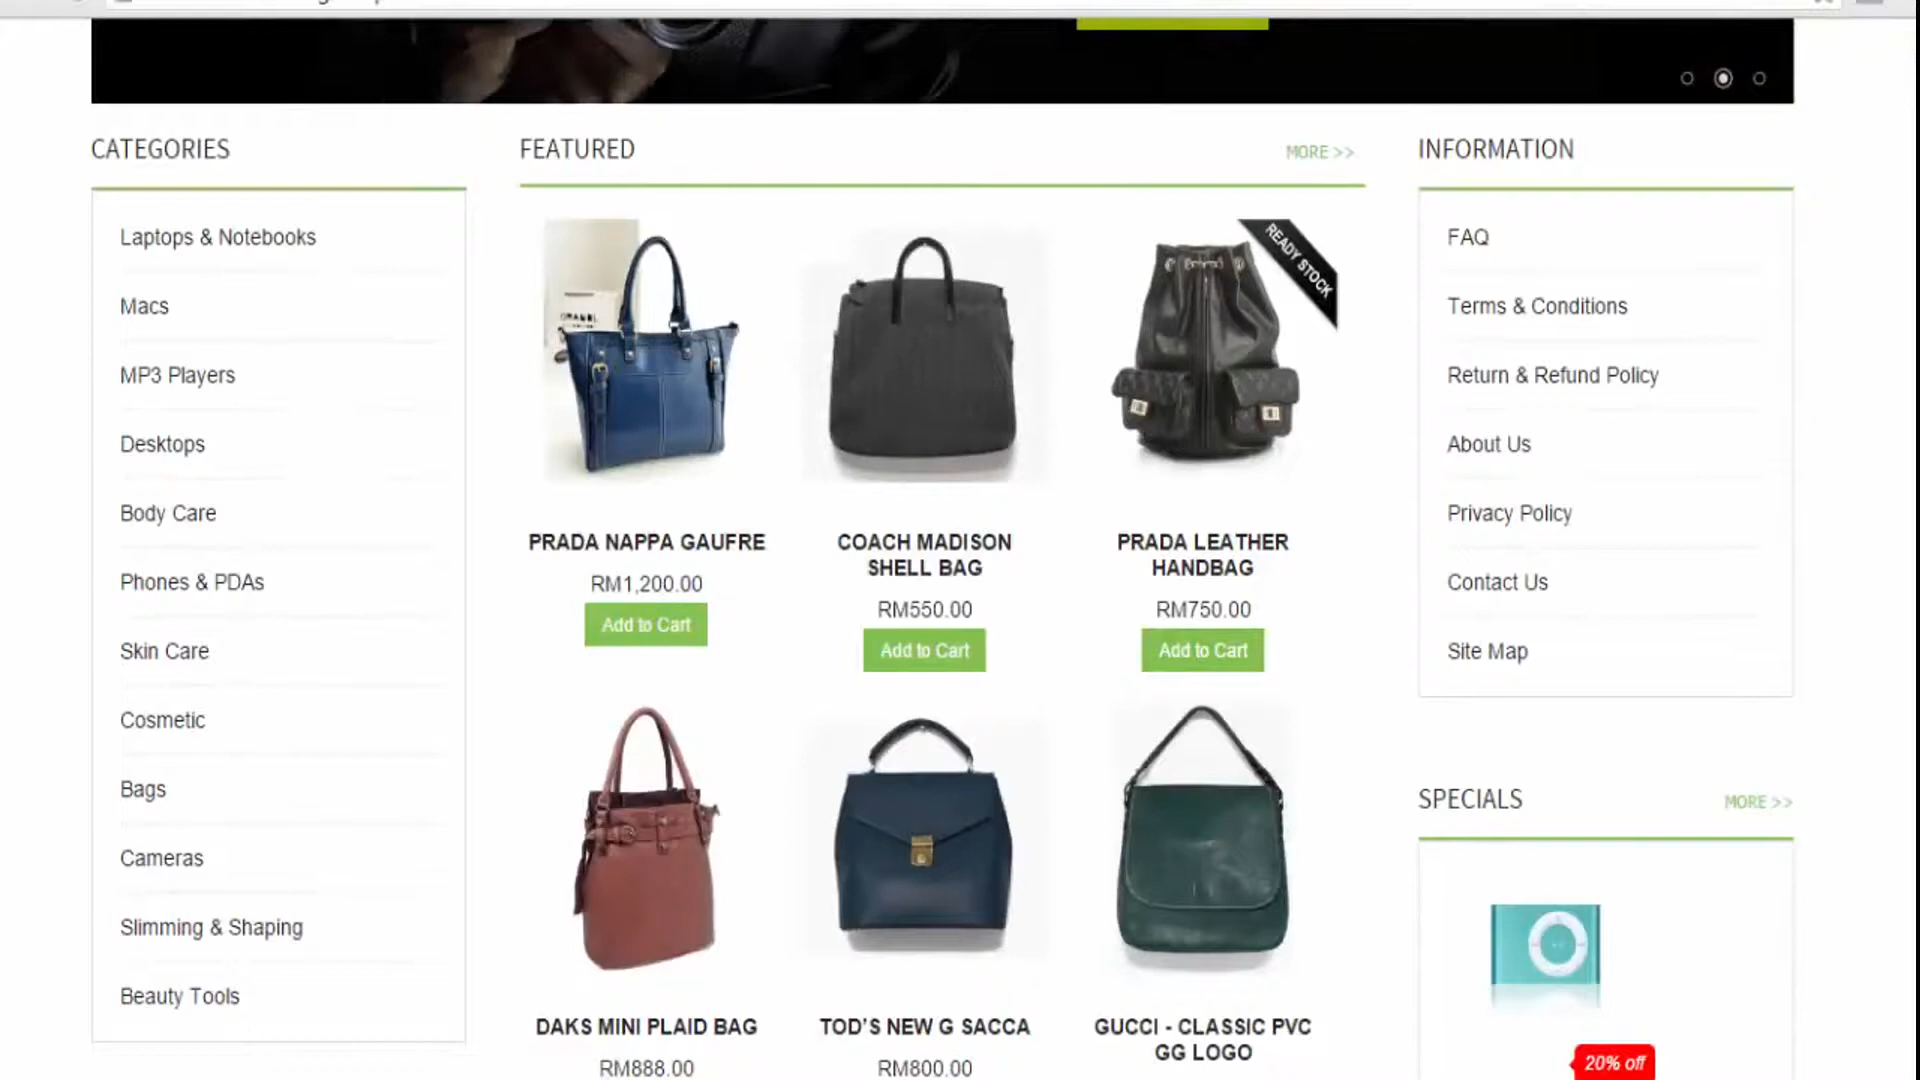 CATEGORIES
Laptops & Notebooks
Macs
MP3 Players
Desktops
Body Care
Phones & PDAs
Skin Care
Cosmetic
Bags
Cameras
Slimming & Shaping
Beauty Tools
FEATURED
MORE >>
READY STOCK
PRADA NAPPA GAUFRE
RM1,200.00
Add to Cart
COACH MADISON
SHELL BAG
RM550.00
Add to Cart
PRADA LEATHER
HANDBAG
RM750.00
Add to Cart
DAKS MINI PLAID BAG
RM888.00
TOD'S NEW G SACCA
RM800.00
GUCCI - CLASSIC PVC
GG LOGO
INFORMATION
FAQ
Terms & Conditions
Return & Refund Policy
About Us
Privacy Policy
Contact Us
Site Map
SPECIALS
MORE >>
20% off